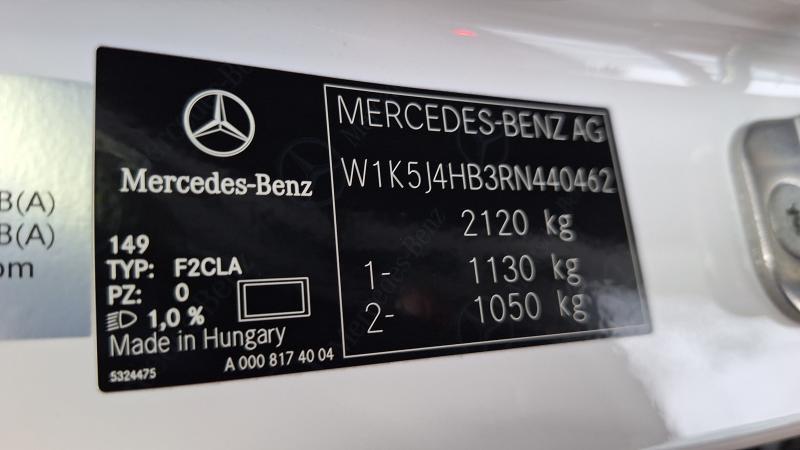 B(A)
B(A)
om
Mercedes-Benz
149
TYP: F2CLA
PZ: 0
1,0 %
Made in Hungary
5324475
A 000 817 40 04
MERCEDES-BENZ AG
W1K5J4HB3RN440462
2120 kg
1- 1130 kg
2- 1050 kg